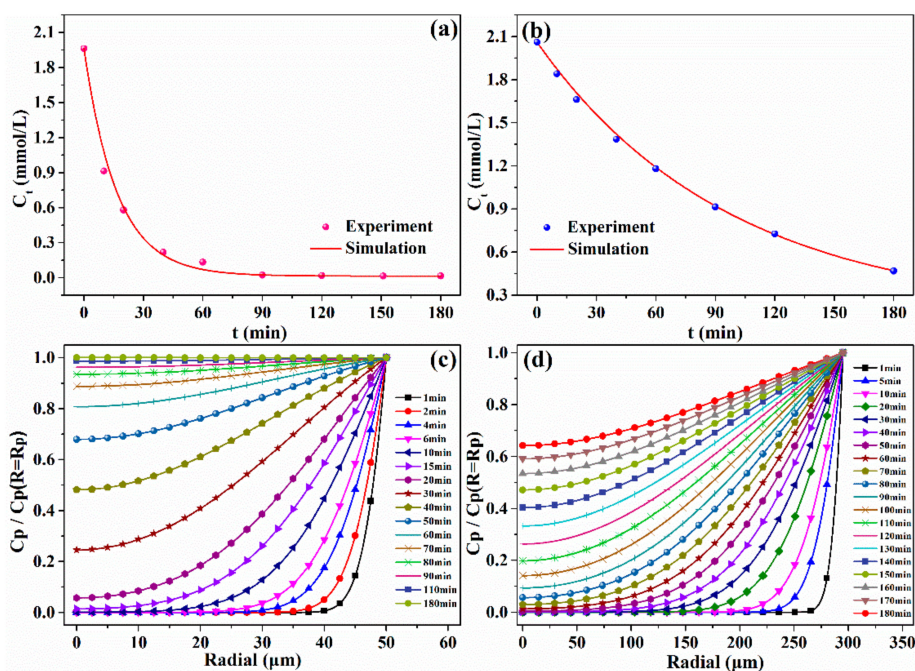 (a)
2.1
1.8
1.5
1.2
0.9
0.6
0.3
0.0
Ct (mmol/L)
Experiment
Simulation
0 30 60 90 120 150 180
t (min)
(b)
2.1
1.8
1.5
1.2
0.9
0.6
0.3
Ct (mmol/L)
Experiment
Simulation
0 30 60 90 120 150 180
t (min)
(c)
1.0
0.8
0.6
0.4
0.2
0.0
Cp / Cp(R=Rp)
1min
2min
4min
6min
10min
15min
20min
30min
40min
50min
60min
70min
80min
90min
110min
180min
0 10 20 30 40 50 60
Radial (μm)
(d)
1.0
0.8
0.6
0.4
0.2
0.0
Cp / Cp(R=Rp)
1min
5min
10min
20min
30min
40min
50min
60min
70min
80min
90min
100min
110min
120min
130min
140min
150min
160min
170min
180min
0 50 100 150 200 250 300 350
Radial (μm)